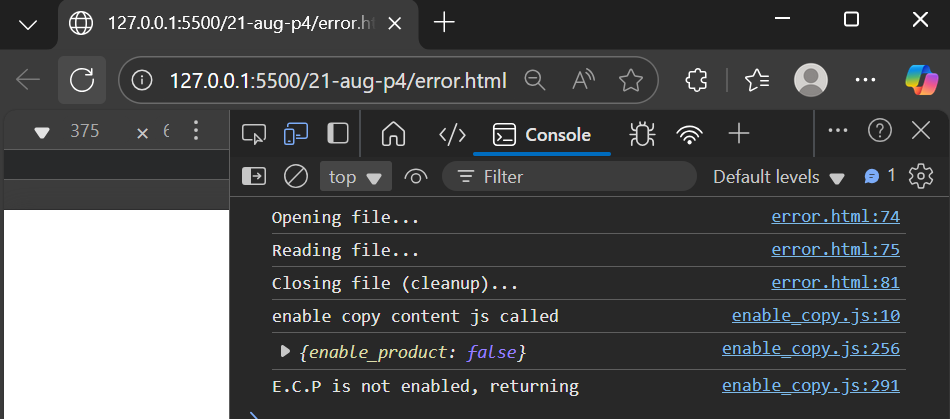 127.0.0.1:5500/21-aug-p4/error.ht
127.0.0.1:5500/21-aug-p4/error.html
375 × 6
Console
top
Filter
Default levels
1
Opening file... error.html:74
Reading file... error.html:75
Closing file (cleanup)... error.html:81
enable copy content js called enable_copy.js:10
{enable_product: false} enable_copy.js:256
E.C.P is not enabled, returning enable_copy.js:291